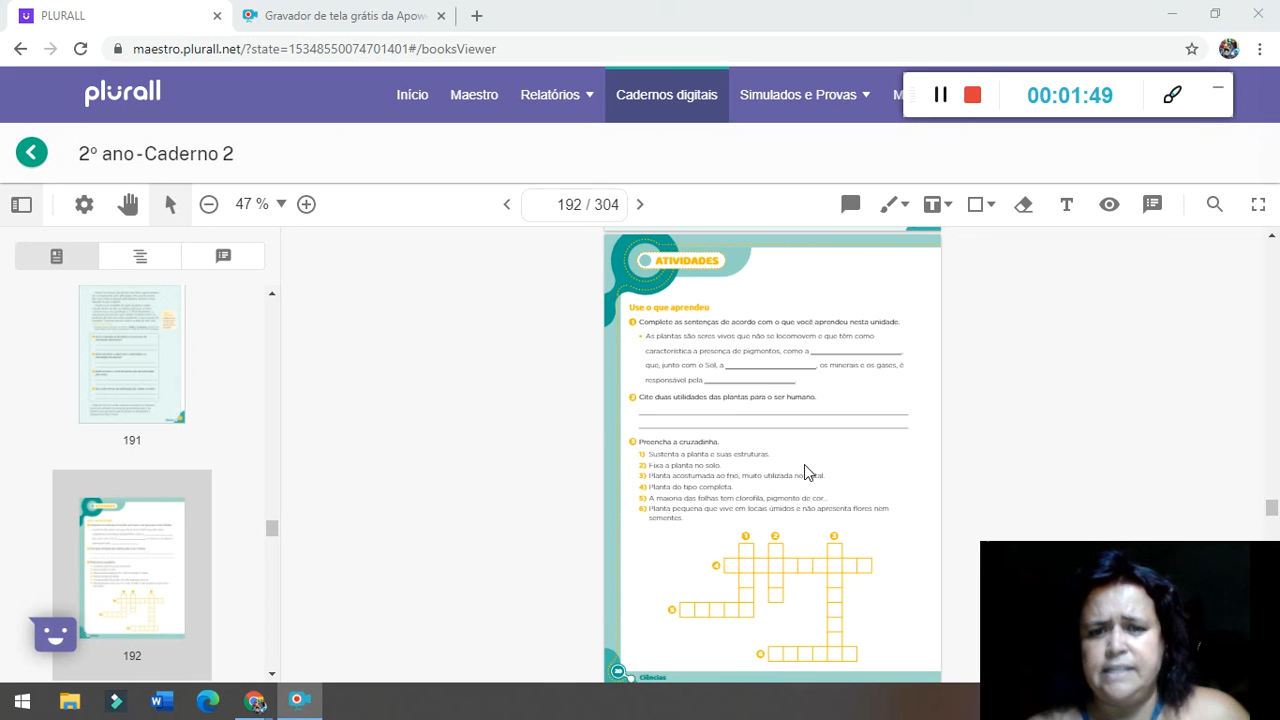 PLURALL
Gravador de tela grátis da Apow
maestro.plurall.net/?state=15348550074701401#/booksViewer
plurall
Início Maestro Relatórios Cadernos digitais Simulados e Provas M
00:01:49
2º ano - Caderno 2
47 %
192 / 304
191
192
ATIVIDADES
Use o que aprendeu
1 Complete as sentenças de acordo com o que você aprendeu nesta unidade.
• As plantas são seres vivos que não se locomovem e que têm como
característica a presença de pigmentos, como a
que, junto com o Sol, a , os minerais e os gases, é
responsável pela .
2 Cite duas utilidades das plantas para o ser humano.
3 Preencha a cruzadinha.
1) Sustenta a planta e suas estruturas.
2) Fixa a planta no solo.
3) Planta acostumada ao frio, muito utilizada no tal.
4) Planta do tipo completa.
5) A maioria das folhas tem clorofila, pigmento de cor...
6) Planta pequena que vive em locais úmidos e não apresenta flores nem
sementes.
1 2 3
4
5
6
Ciências